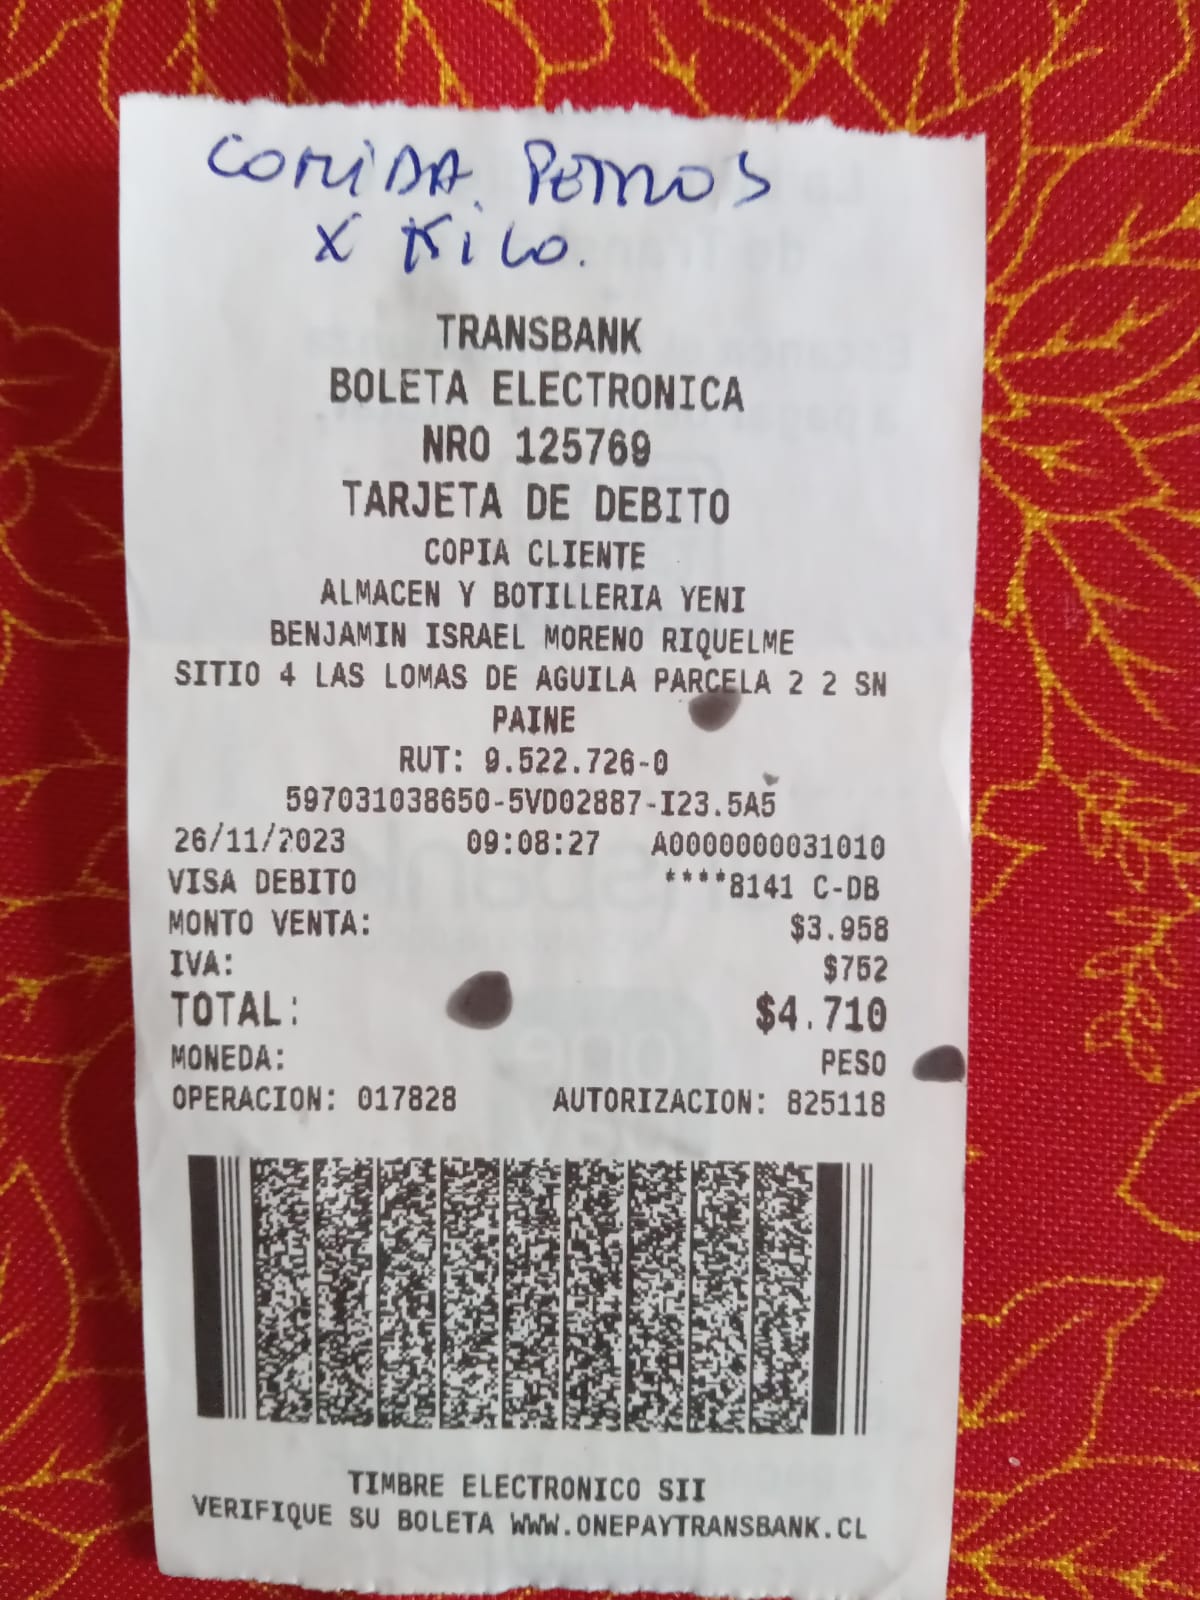 COMIDA PERROS
X KILO.
TRANSBANK
BOLETA ELECTRONICA
NRO 125769
TARJETA DE DEBITO
COPIA CLIENTE
ALMACEN Y BOTILLERIA YENI
BENJAMIN ISRAEL MORENO RIQUELME
SITIO 4 LAS LOMAS DE AGUILA PARCELA 2 2 SN
PAINE
RUT: 9.522.726-0
597031038650-5VD02887-I23.5A5
26/11/2023 09:08:27 A0000000031010
VISA DEBITO ****8141 C-DB
MONTO VENTA: $3.958
IVA: $752
TOTAL: $4.710
MONEDA: PESO
OPERACION: 017828 AUTORIZACION: 825118
TIMBRE ELECTRONICO SII
VERIFIQUE SU BOLETA WWW.ONEPAYTRANSBANK.CL